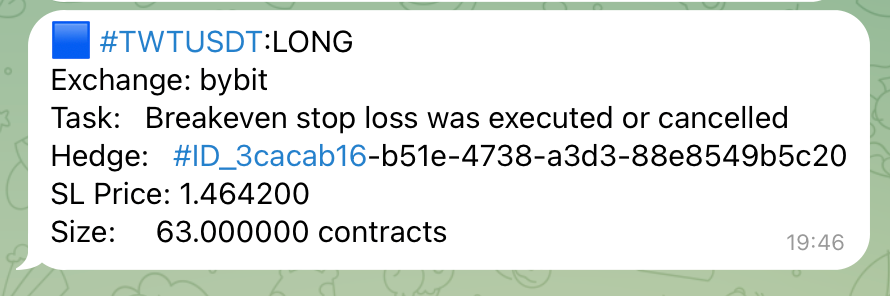 #TWTUSDT:LONG
Exchange: bybit
Task: Breakeven stop loss was executed or cancelled
Hedge: #ID_3cacab16-b51e-4738-a3d3-88e8549b5c20
SL Price: 1.464200
Size: 63.000000 contracts
19:46